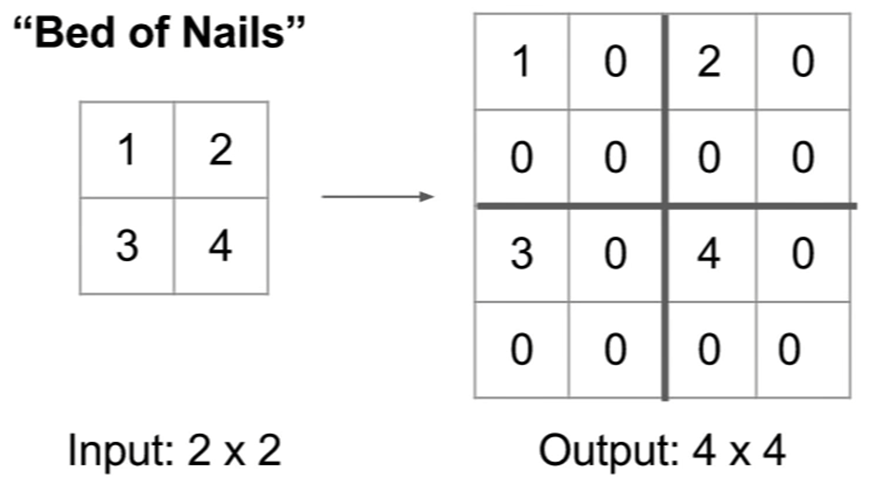 “Bed of Nails”
1 2
3 4
1 0 2 0
0 0 0 0
3 0 4 0
0 0 0 0
Input: 2 x 2
Output: 4 x 4